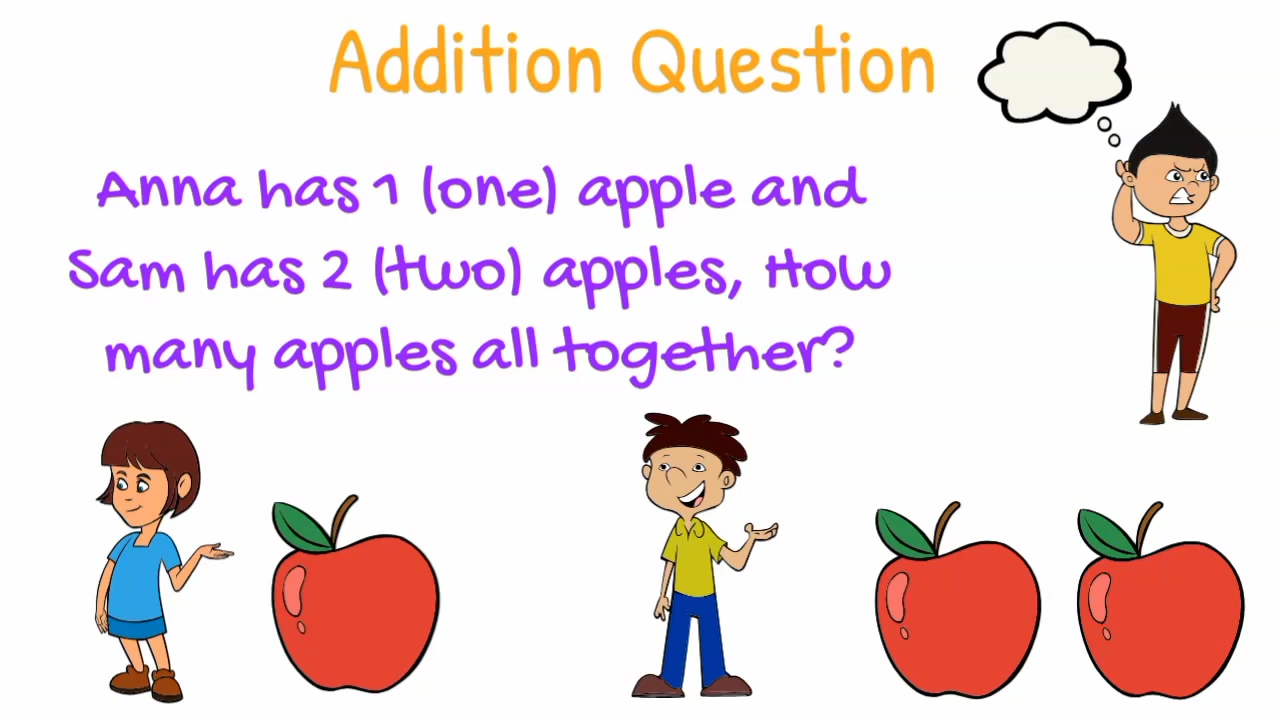 Addition Question
Anna has 1 (one) apple and
Sam has 2 (two) apples, How
many apples all together?